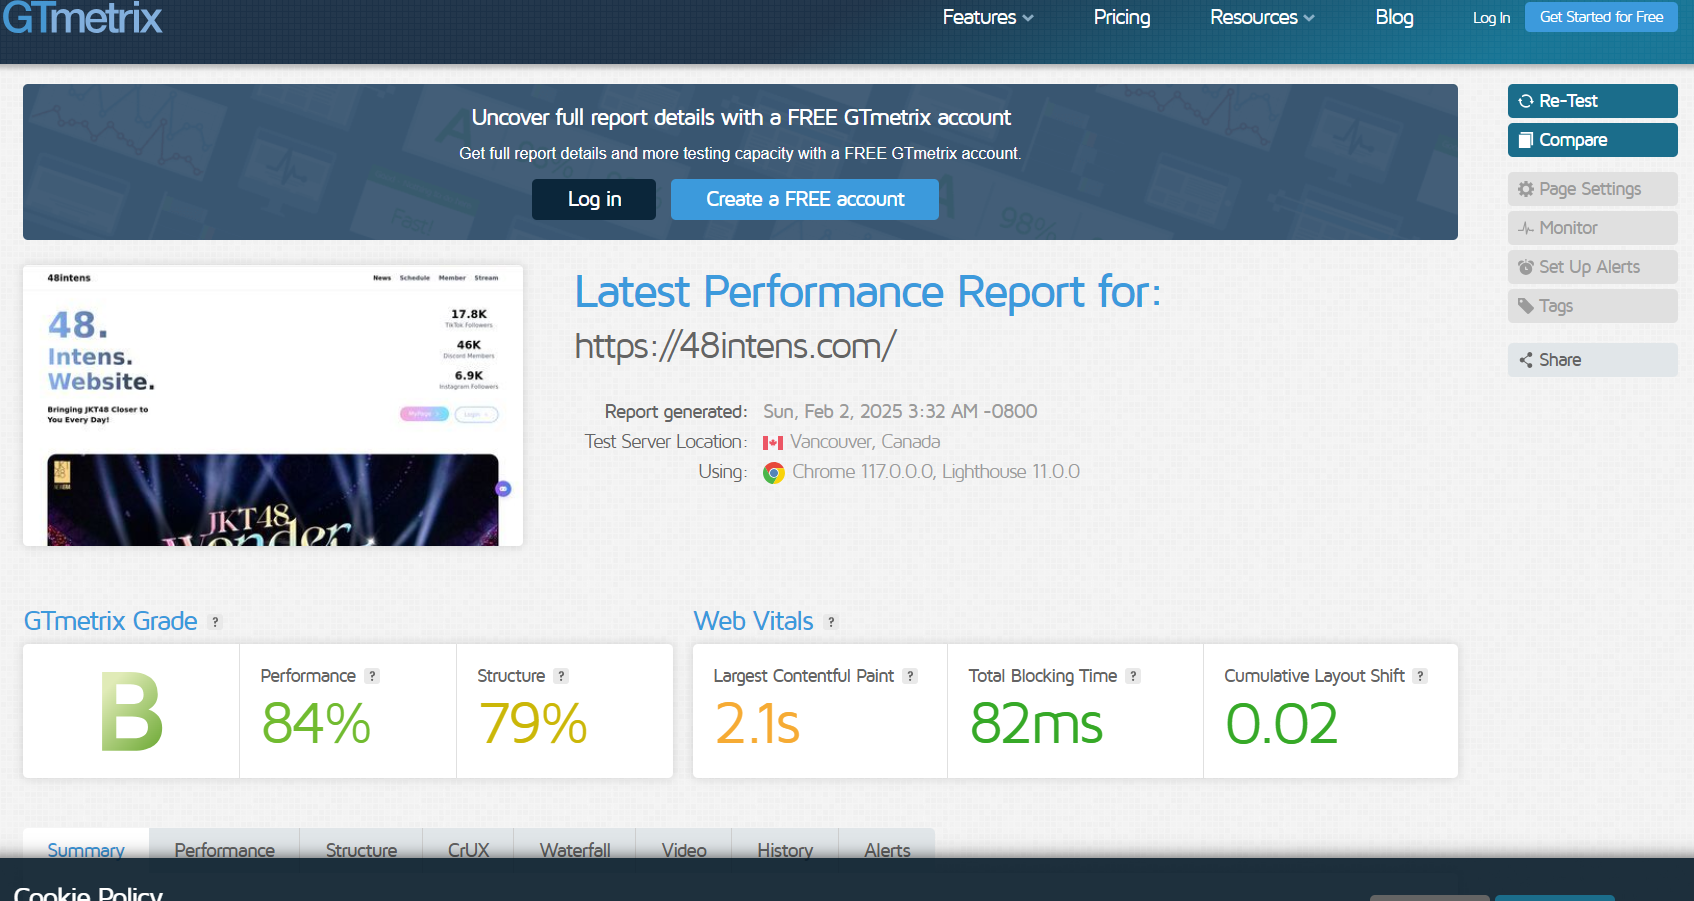 GTmetrix
Features
Pricing
Resources
Blog
Log In
Get Started for Free
Uncover full report details with a FREE GTmetrix account
Get full report details and more testing capacity with a FREE GTmetrix account.
Log in
Create a FREE account
Fast!
98%
Re-Test
Compare
Page Settings
Monitor
Set Up Alerts
Tags
Share
48intens
News Schedule Member Stream
48.
Intens.
Website.
Bringing JKT48 Closer to
You Every Day!
17.8K
TikTok Followers
46K
Discord Members
6.9K
Instagram Followers
MyPage
Login
JKT48
Wonder
Latest Performance Report for:
https://48intens.com/
Report generated: Sun, Feb 2, 2025 3:32 AM -0800
Test Server Location: Vancouver, Canada
Using: Chrome 117.0.0.0, Lighthouse 11.0.0
GTmetrix Grade ?
B
Performance ?
84%
Structure ?
79%
Web Vitals ?
Largest Contentful Paint ?
2.1s
Total Blocking Time ?
82ms
Cumulative Layout Shift ?
0.02
Summary
Performance
Structure
CrUX
Waterfall
Video
History
Alerts
Cookie Policy